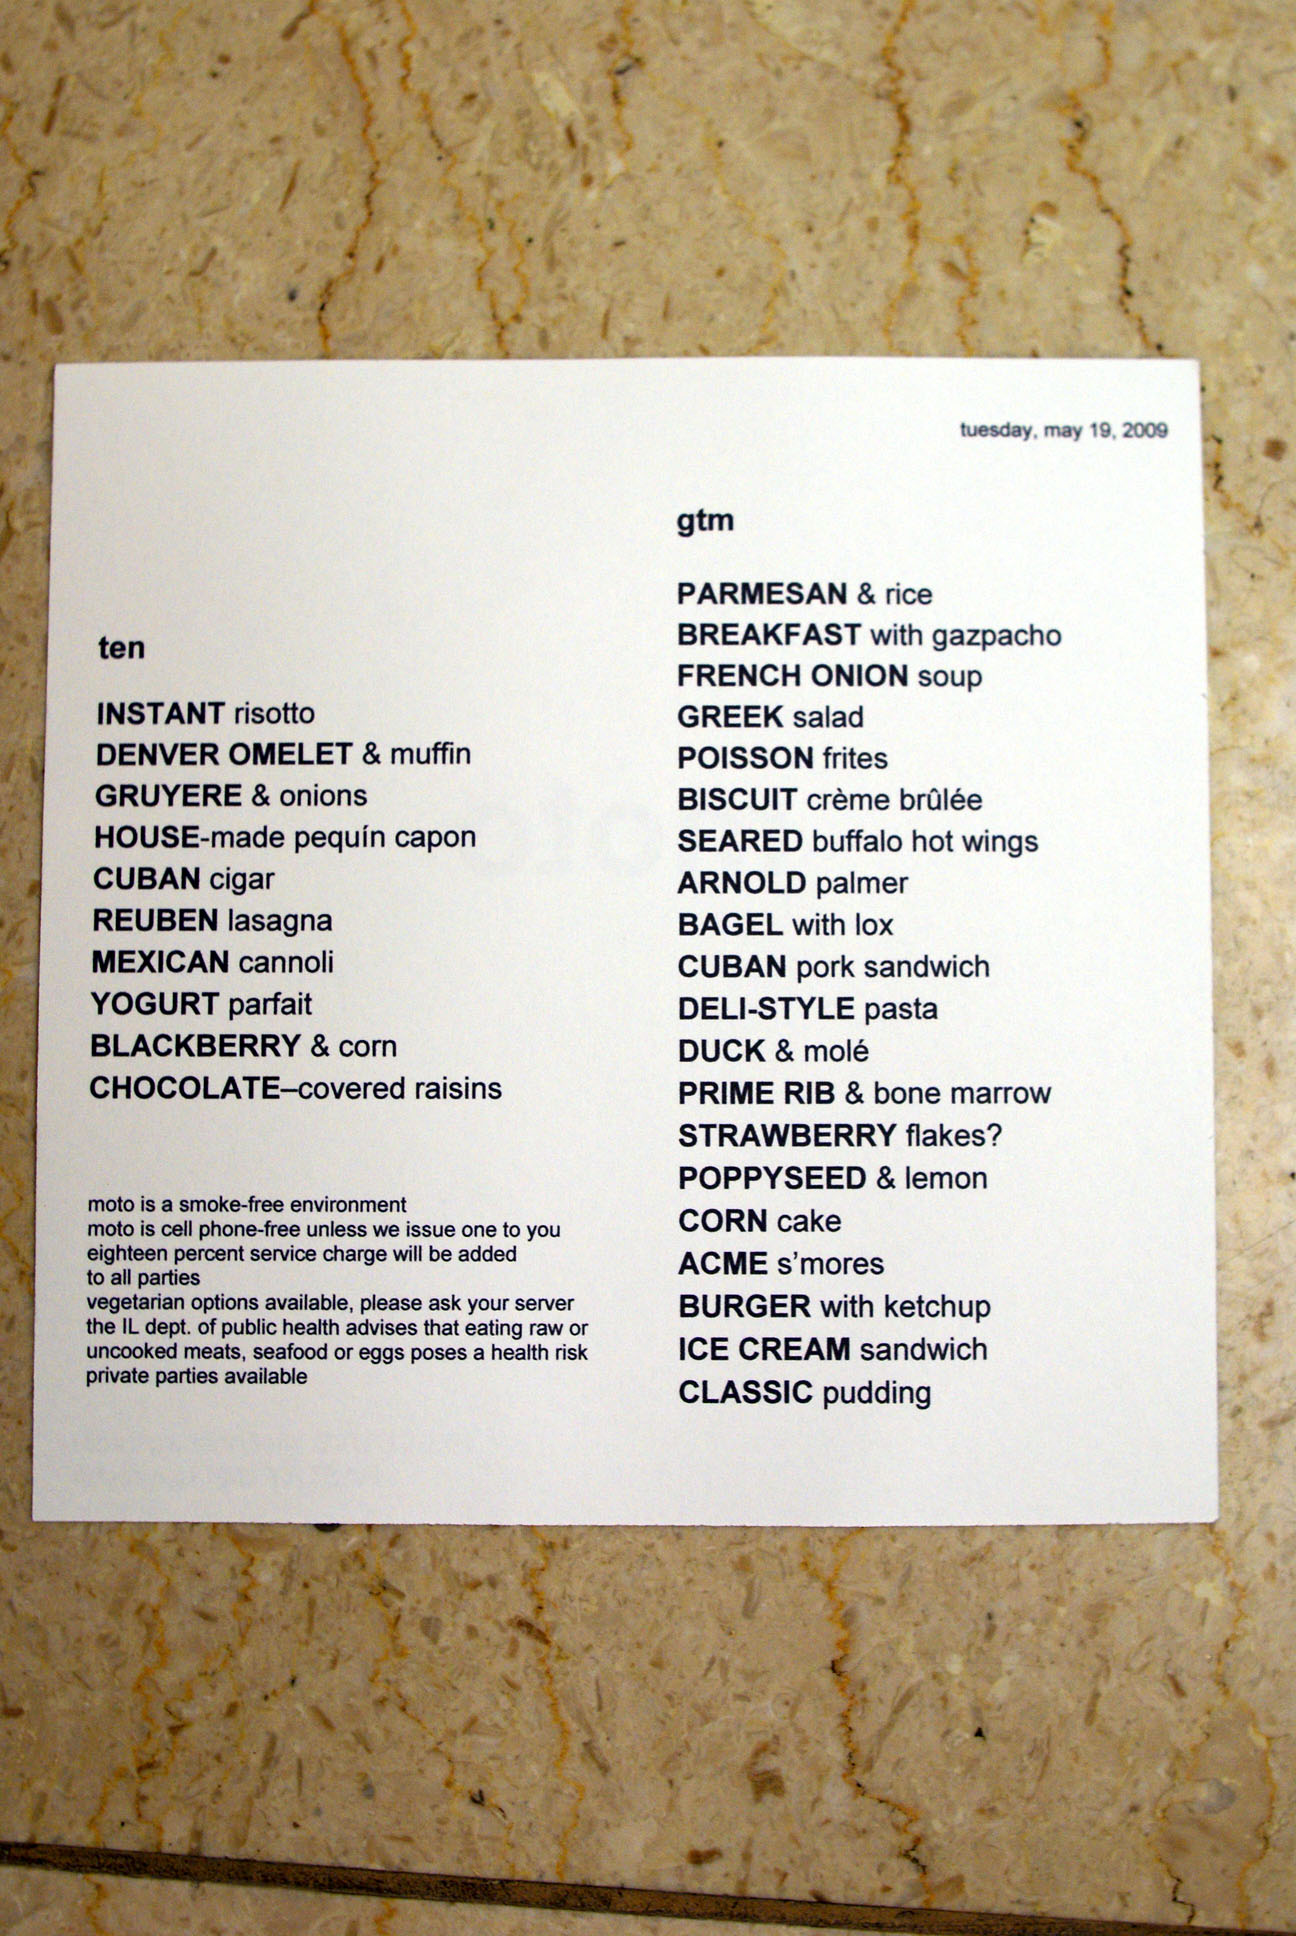 tuesday, may 19, 2009
ten
INSTANT risotto
DENVER OMELET & muffin
GRUYERE & onions
HOUSE-made pequín capon
CUBAN cigar
REUBEN lasagna
MEXICAN cannoli
YOGURT parfait
BLACKBERRY & corn
CHOCOLATE–covered raisins
moto is a smoke-free environment
moto is cell phone-free unless we issue one to you
eighteen percent service charge will be added
to all parties
vegetarian options available, please ask your server
the IL dept. of public health advises that eating raw or
uncooked meats, seafood or eggs poses a health risk
private parties available
gtm
PARMESAN & rice
BREAKFAST with gazpacho
FRENCH ONION soup
GREEK salad
POISSON frites
BISCUIT crème brûlée
SEARED buffalo hot wings
ARNOLD palmer
BAGEL with lox
CUBAN pork sandwich
DELI-STYLE pasta
DUCK & molé
PRIME RIB & bone marrow
STRAWBERRY flakes?
POPPYSEED & lemon
CORN cake
ACME s’mores
BURGER with ketchup
ICE CREAM sandwich
CLASSIC pudding